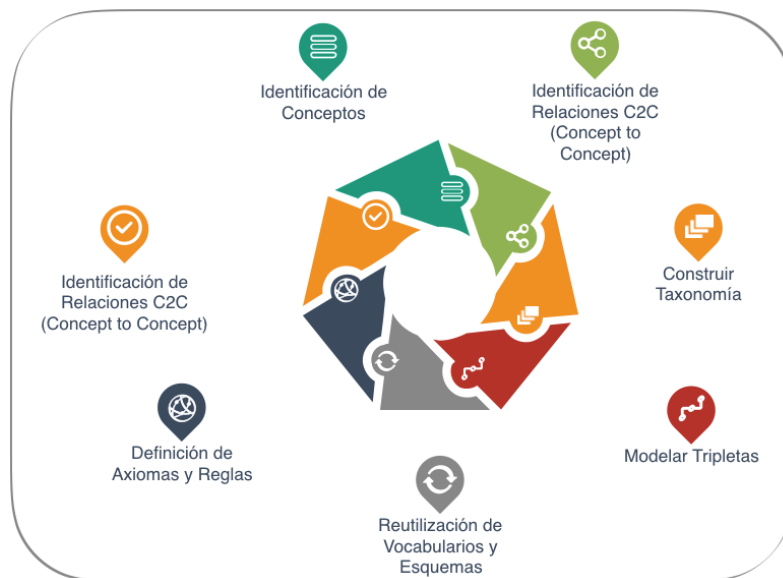 Identificación de
Conceptos
Identificación de
Relaciones C2C
(Concept to
Concept)
Construir
Taxonomía
Modelar Tripletas
Reutilización de
Vocabularios y
Esquemas
Definición de
Axiomas y Reglas
Identificación de
Relaciones C2C
(Concept to Concept)